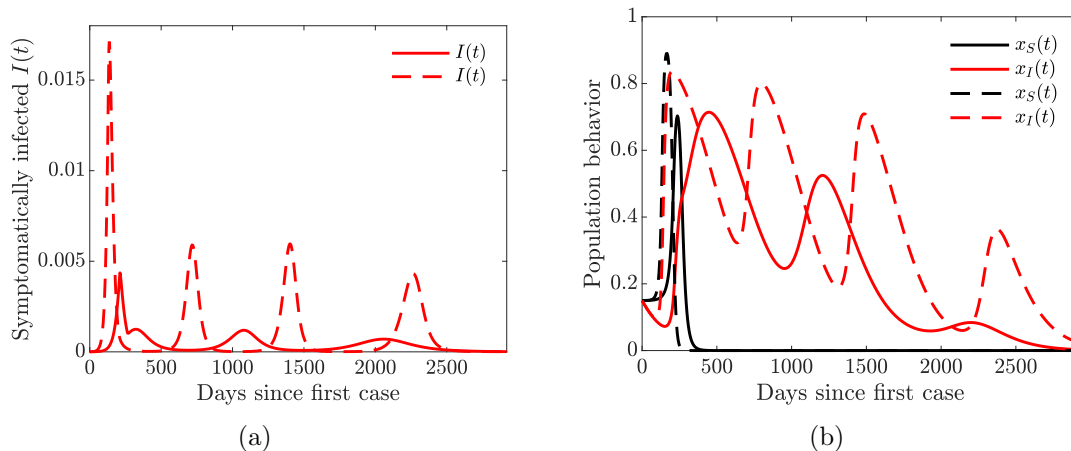 Symptomatically infected I(t)
0.015
0.01
0.005
0
0 500 1000 1500 2000 2500
Days since first case
I(t)
I(t)
(a)
Population behavior
1
0.8
0.6
0.4
0.2
0
0 500 1000 1500 2000 2500
Days since first case
x_S(t)
x_I(t)
x_S(t)
x_I(t)
(b)